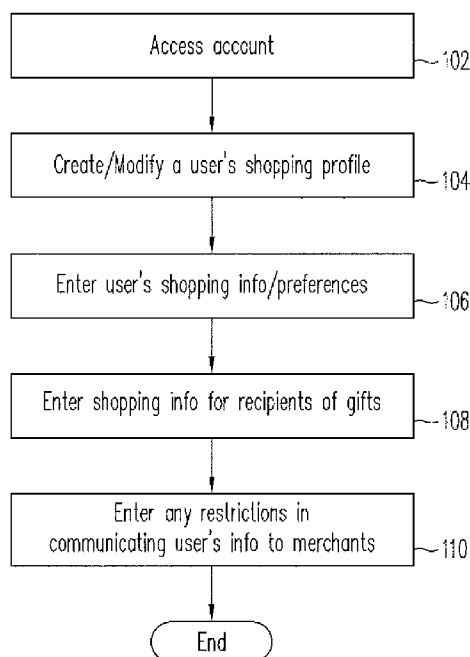 Access account
102
Create/Modify a user's shopping profile
104
Enter user's shopping info/preferences
106
Enter shopping info for recipients of gifts
108
Enter any restrictions in
communicating user's info to merchants
110
End